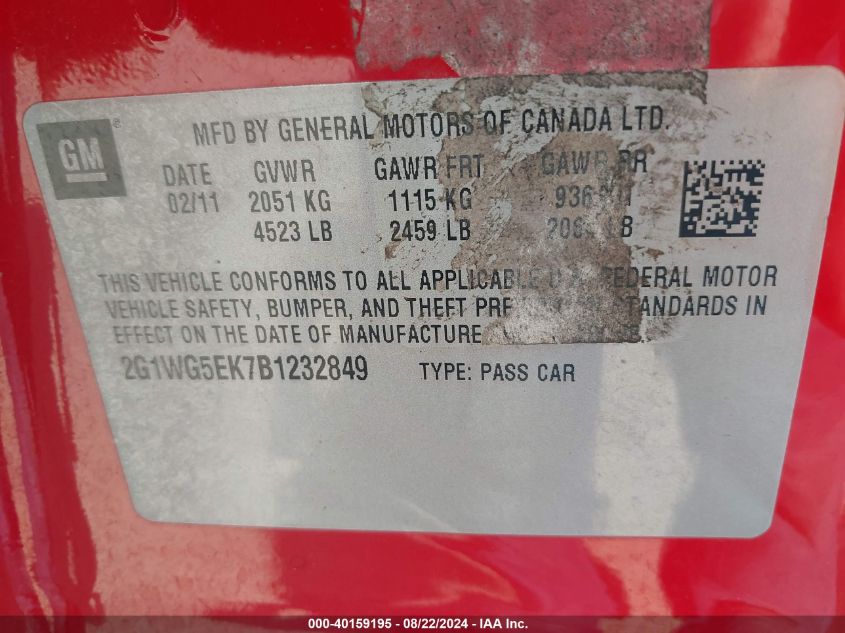 GM ®
MFD BY GENERAL MOTORS OF CANADA LTD.
DATE GVWR GAWR FRT GAWR RR
02/11 2051 KG 1115 KG
4523 LB 2459 LB LB
THIS VEHICLE CONFORMS TO ALL APPLICABLE FEDERAL MOTOR
VEHICLE SAFETY, BUMPER, AND THEFT STANDARDS IN
EFFECT ON THE DATE OF MANUFACTURE
2G1WG5EK7B1232849 TYPE: PASS CAR
000-40159195 - 08/22/2024 - IAA Inc.